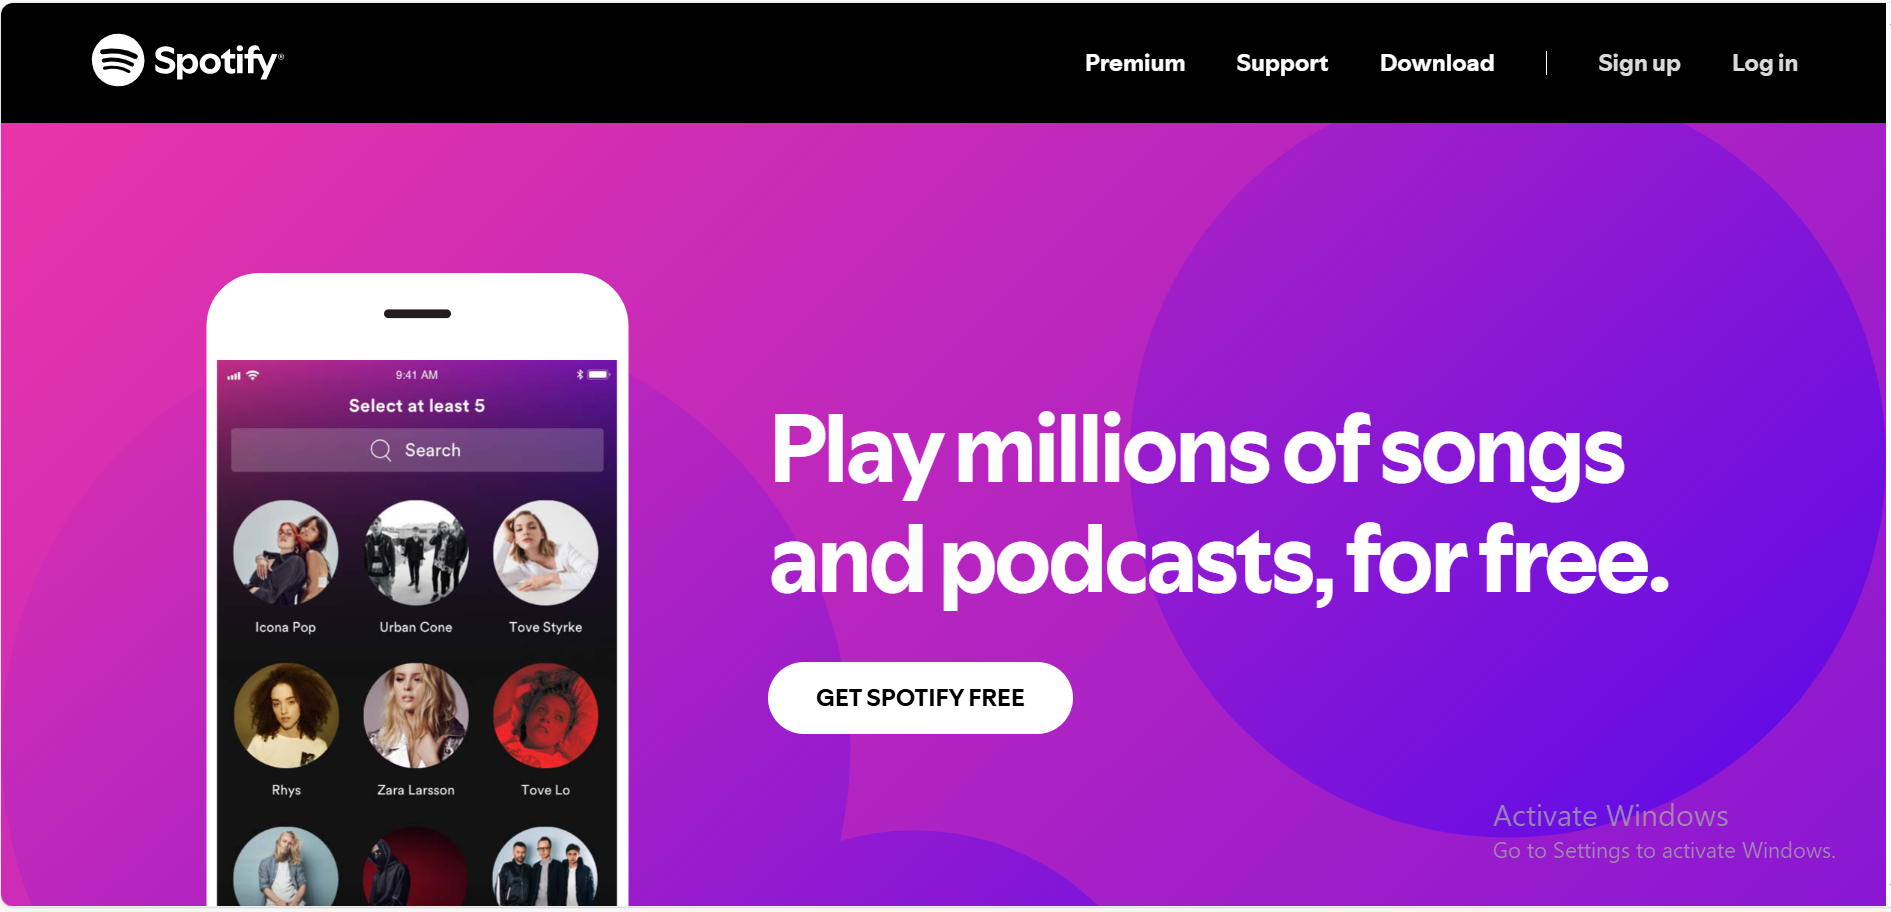 Spotify®
Premium Support Download | Sign up Log in
9:41 AM
Select at least 5
Search
Icona Pop Urban Cone Tove Styrke
Rhys Zara Larsson Tove Lo
Play millions of songs
and podcasts, for free.
GET SPOTIFY FREE
Activate Windows
Go to Settings to activate Windows.